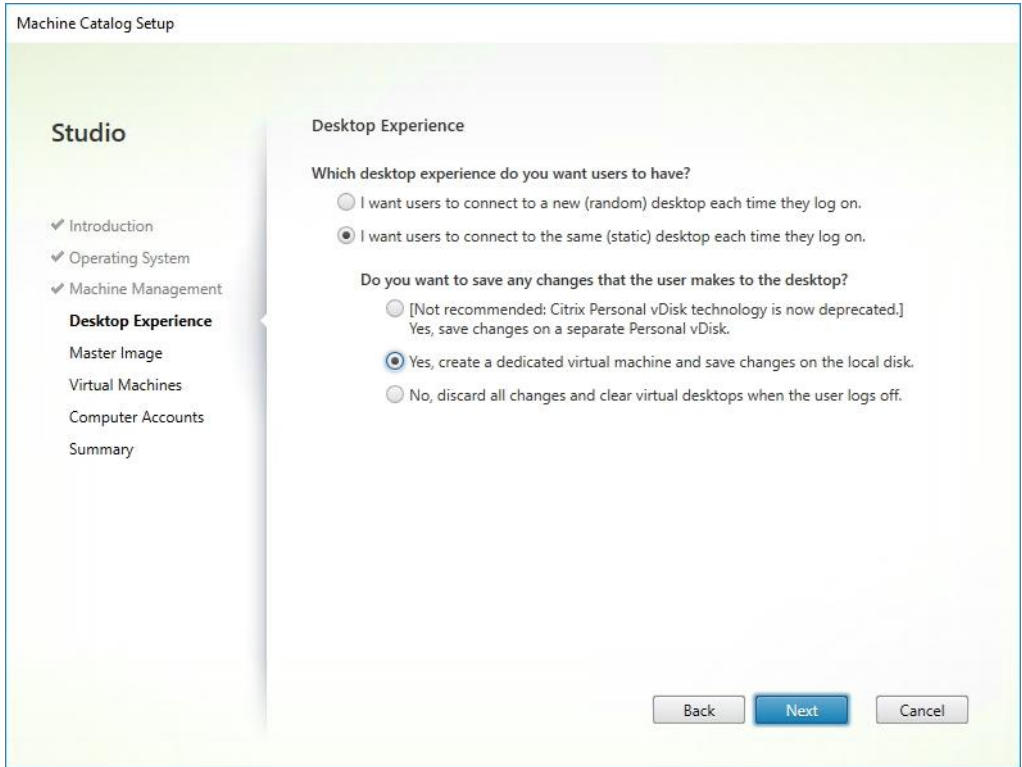 Machine Catalog Setup
Studio
✔ Introduction
✔ Operating System
✔ Machine Management
Desktop Experience
Master Image
Virtual Machines
Computer Accounts
Summary
Desktop Experience
Which desktop experience do you want users to have?
I want users to connect to a new (random) desktop each time they log on.
I want users to connect to the same (static) desktop each time they log on.
Do you want to save any changes that the user makes to the desktop?
[Not recommended: Citrix Personal vDisk technology is now deprecated.]
Yes, save changes on a separate Personal vDisk.
Yes, create a dedicated virtual machine and save changes on the local disk.
No, discard all changes and clear virtual desktops when the user logs off.
Back
Next
Cancel